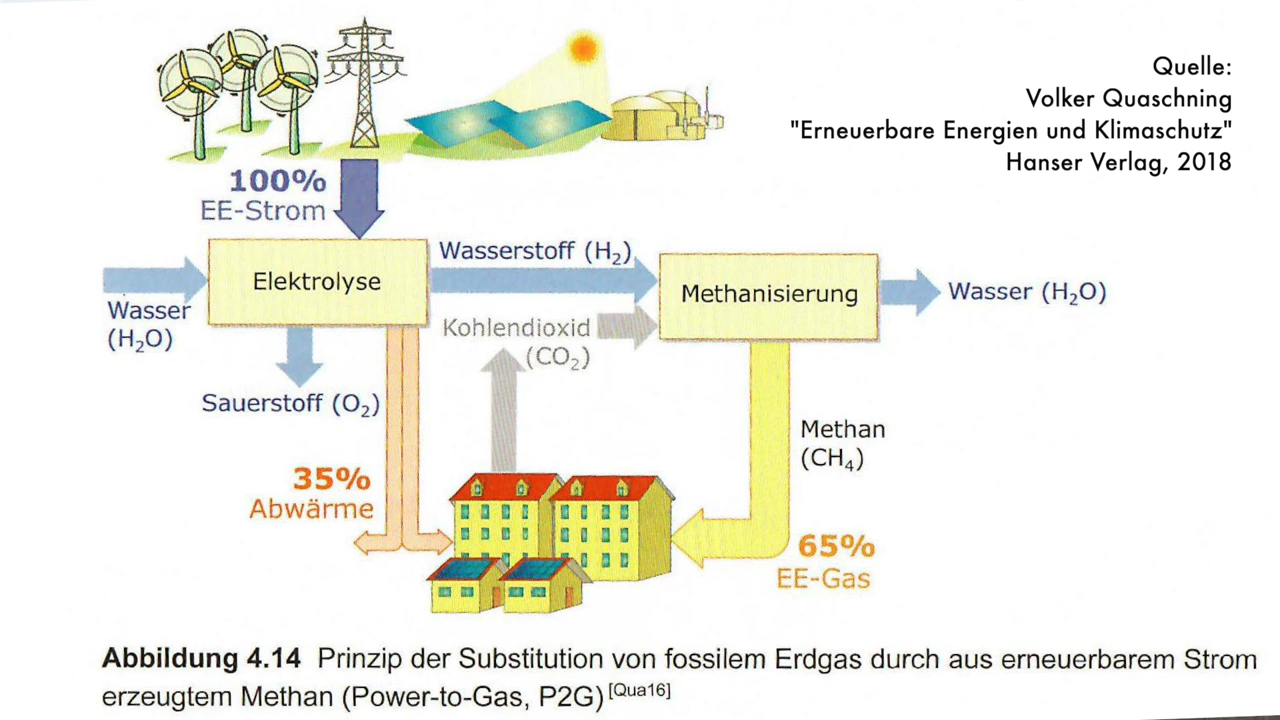 Quelle:
Volker Quaschning
"Erneuerbare Energien und Klimaschutz"
Hanser Verlag, 2018
100%
EE-Strom
Wasser
(H₂O)
Elektrolyse
Wasserstoff (H₂)
Kohlendioxid
(CO₂)
Methanisierung
Wasser (H₂O)
Sauerstoff (O₂)
35%
Abwärme
Methan
(CH₄)
65%
EE-Gas
Abbildung 4.14 Prinzip der Substitution von fossilem Erdgas durch aus erneuerbarem Strom
erzeugtem Methan (Power-to-Gas, P2G) [Qua16]